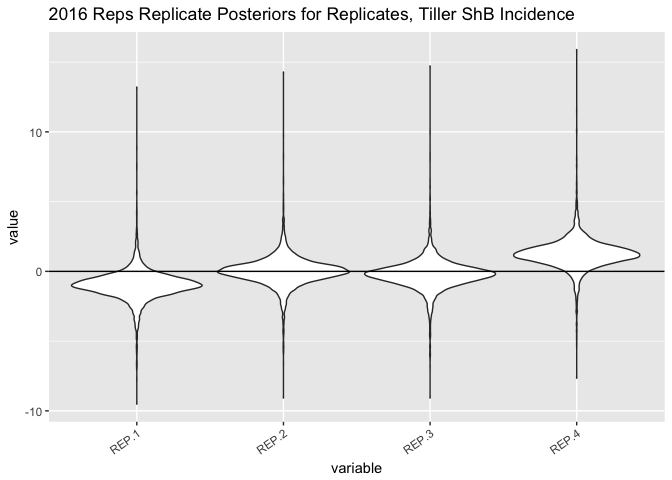 2016 Reps Replicate Posteriors for Replicates, Tiller ShB Incidence
value
10
0
-10
REP.1 REP.2 REP.3 REP.4
variable